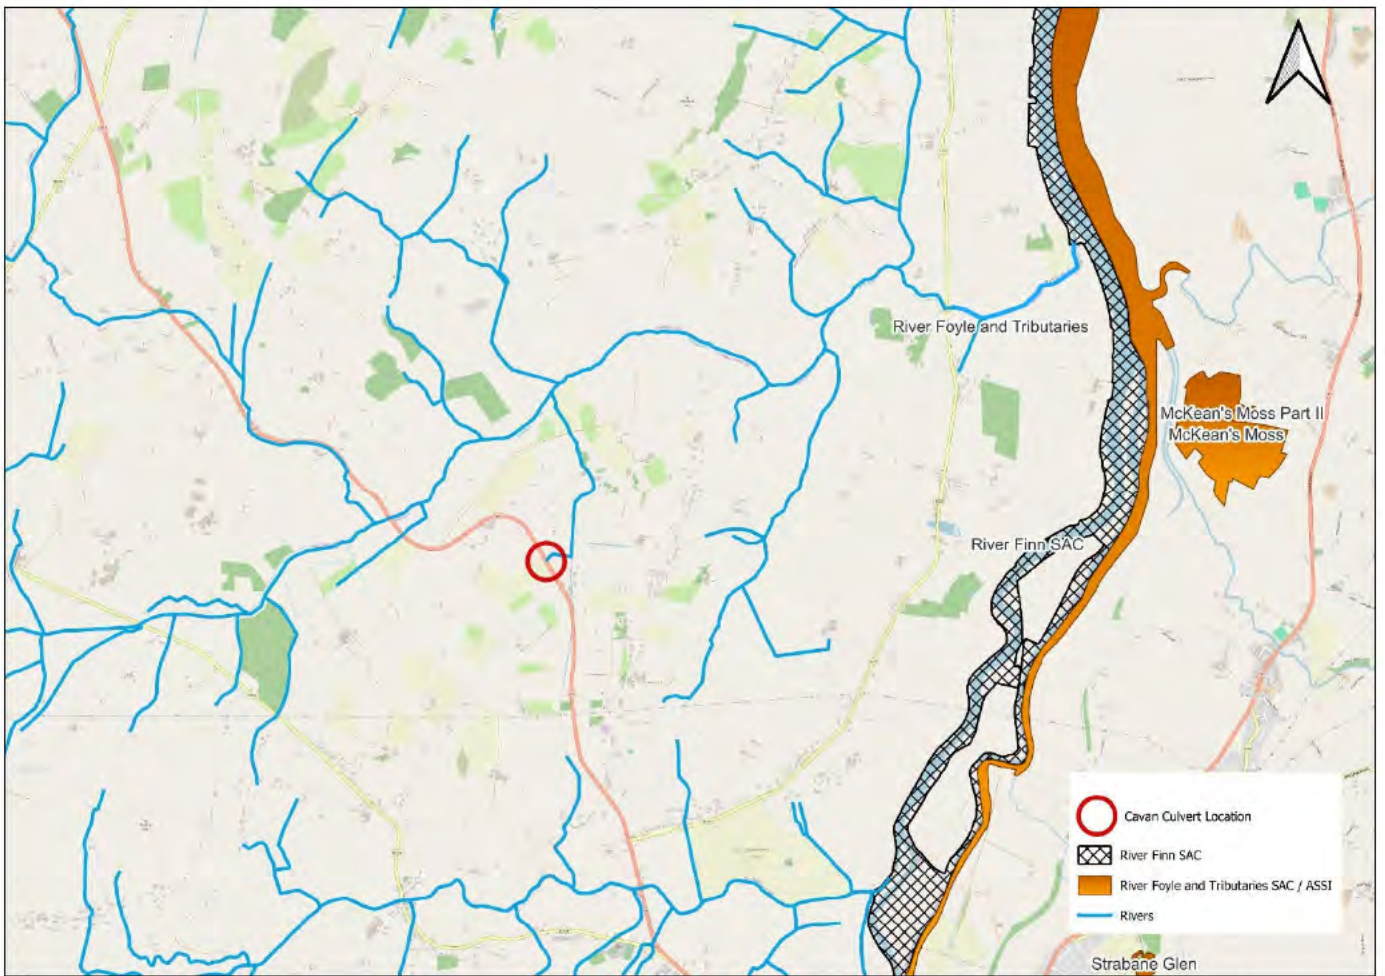 River Foyle and Tributaries
McKean's Moss Part II
McKean's Moss
River Finn SAC
Cavan Culvert Location
River Finn SAC
River Foyle and Tributaries SAC / ASSI
Rivers
Strabane Glen